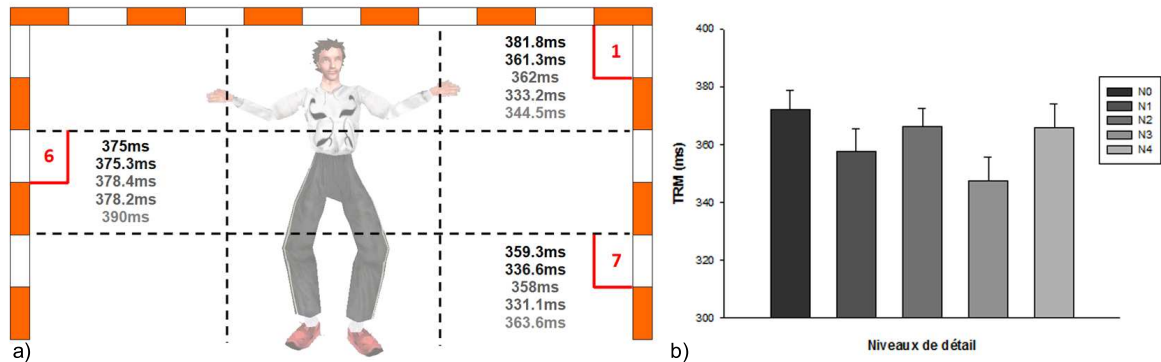 381.8ms
361.3ms
362ms
333.2ms
344.5ms
1
6
375ms
375.3ms
378.4ms
378.2ms
390ms
359.3ms
336.6ms
358ms
331.1ms
363.6ms
7
a)
TRM (ms)
400
380
360
340
320
300
N0
N1
N2
N3
N4
Niveaux de détail
b)